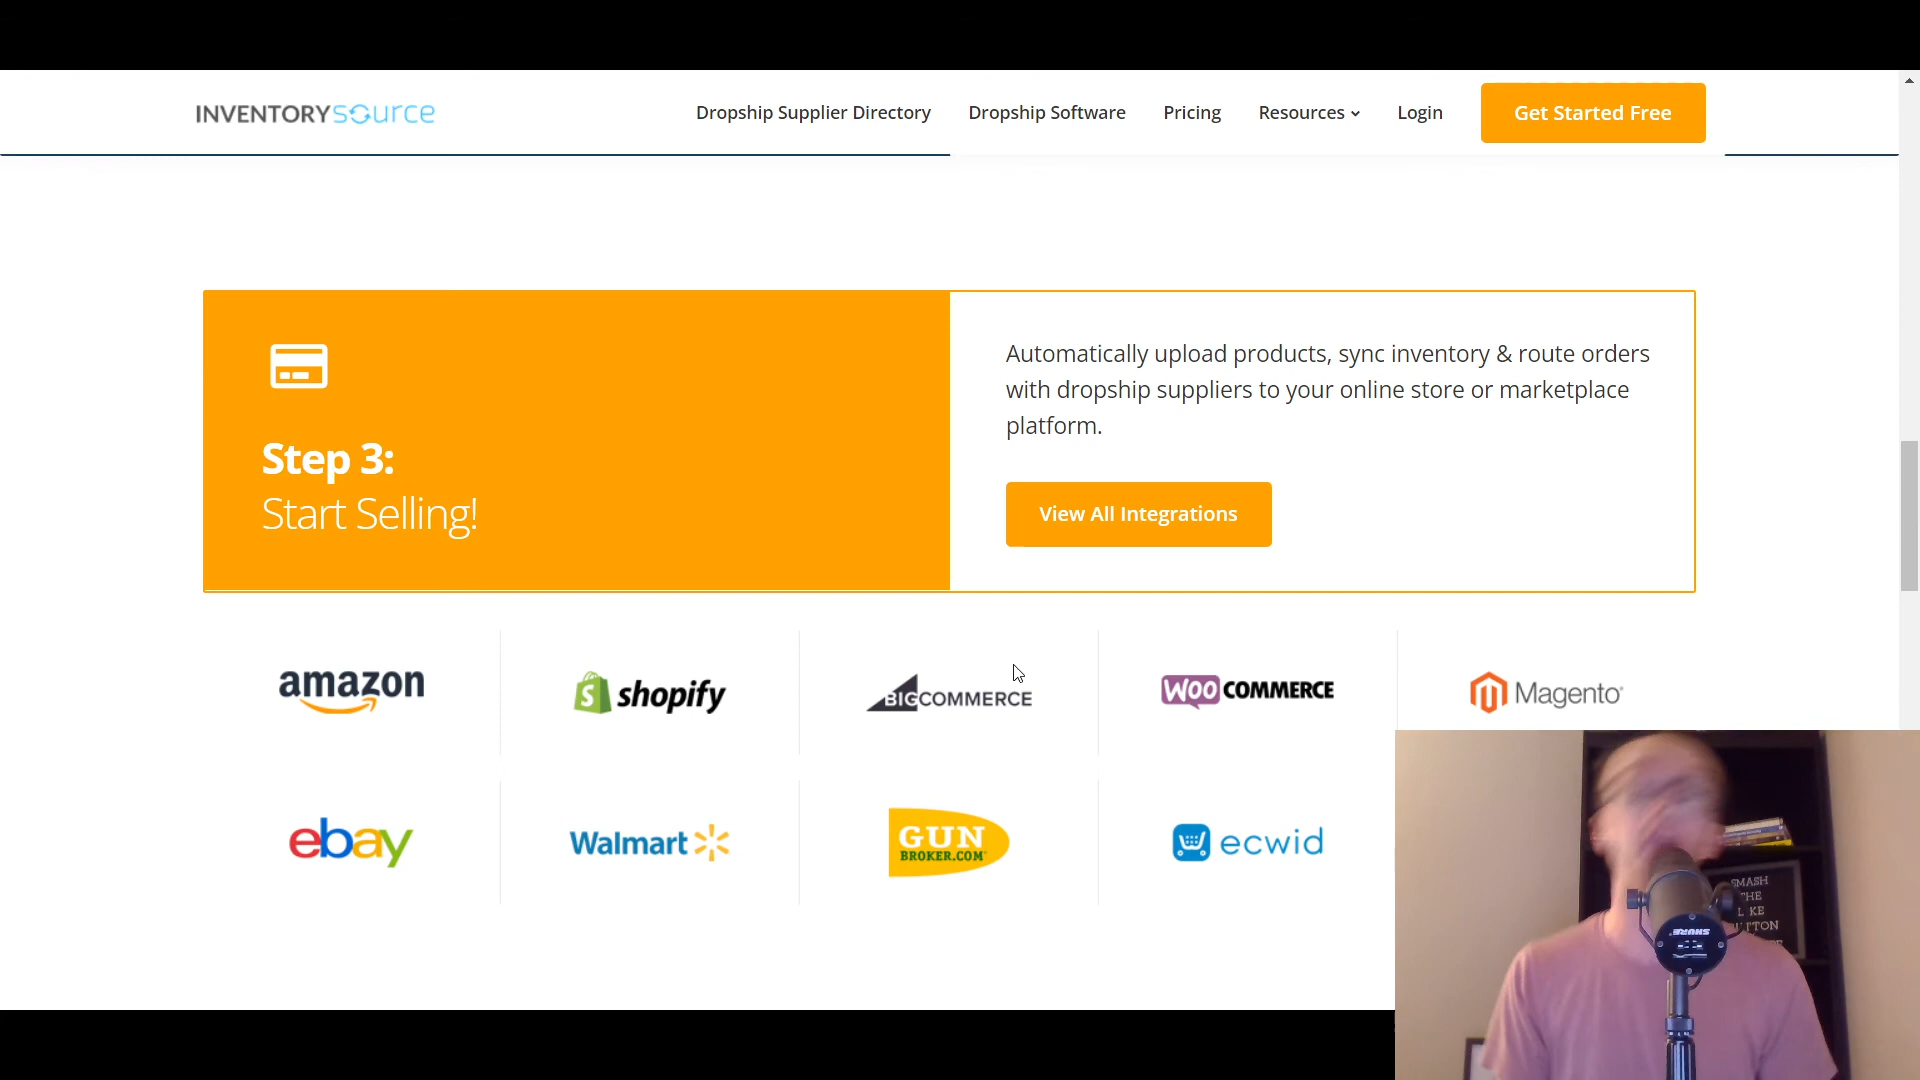 INVENTORYSOURCE
Dropship Supplier Directory
Dropship Software
Pricing
Resources
Login
Get Started Free
Step 3:
Start Selling!
Automatically upload products, sync inventory & route orders
with dropship suppliers to your online store or marketplace
platform.
View All Integrations
amazon
shopify
BIGCOMMERCE
WOO COMMERCE
Magento
ebay
Walmart
GUN
BROKER.COM
ecwid
SMASH
THE
SHURE